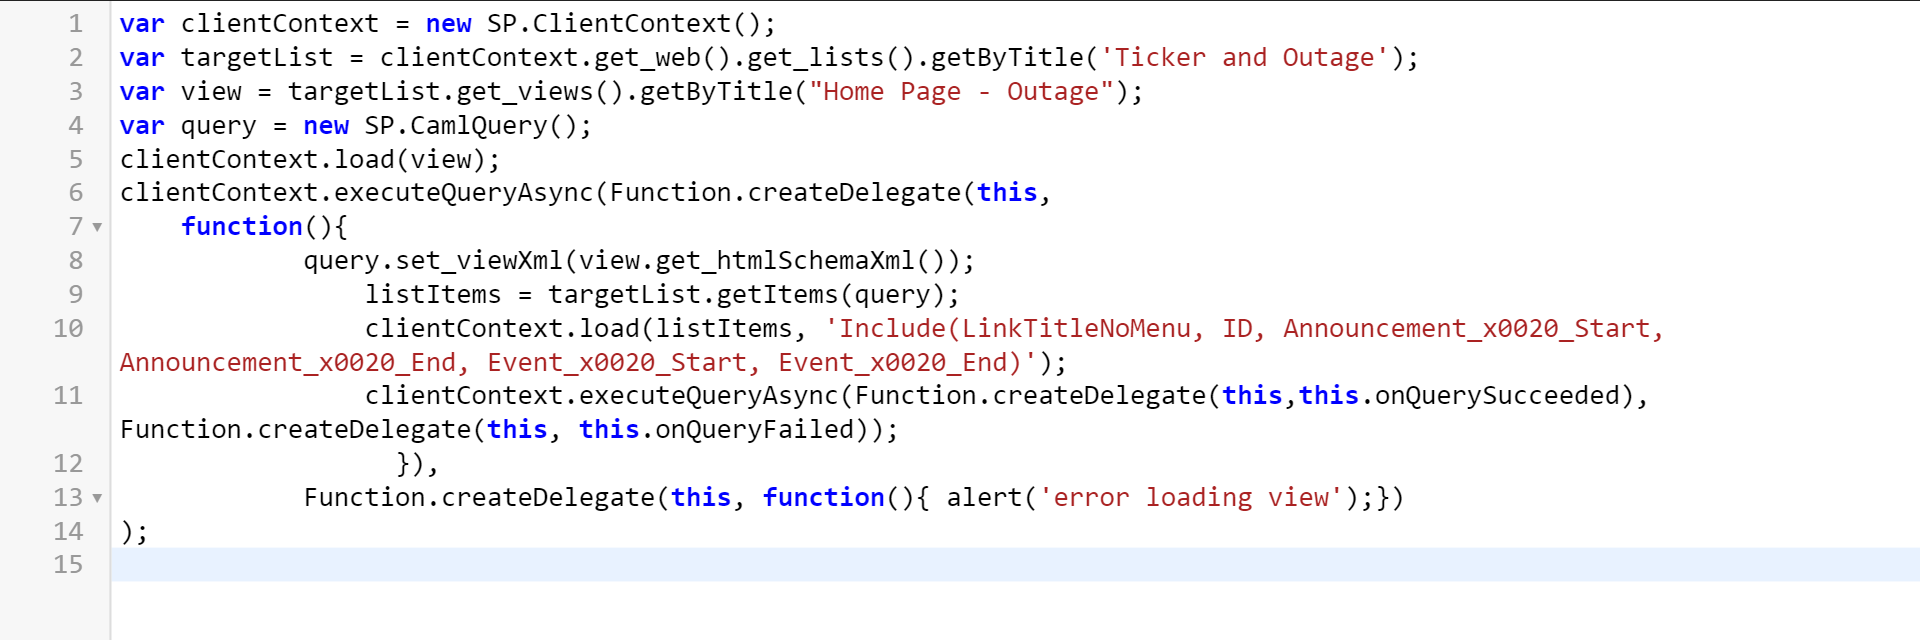 1 var clientContext = new SP.ClientContext();
2 var targetList = clientContext.get_web().get_lists().getByTitle('Ticker and Outage');
3 var view = targetList.get_views().getByTitle("Home Page - Outage");
4 var query = new SP.CamlQuery();
5 clientContext.load(view);
6 clientContext.executeQueryAsync(Function.createDelegate(this,
7 function(){
8 query.set_viewXml(view.get_htmlSchemaXml());
9 listItems = targetList.getItems(query);
10 clientContext.load(listItems, 'Include(LinkTitleNoMenu, ID, Announcement_x0020_Start,
Announcement_x0020_End, Event_x0020_Start, Event_x0020_End)');
11 clientContext.executeQueryAsync(Function.createDelegate(this,this.onQuerySucceeded),
Function.createDelegate(this, this.onQueryFailed));
12 }),
13 Function.createDelegate(this, function(){ alert('error loading view');})
14 );
15